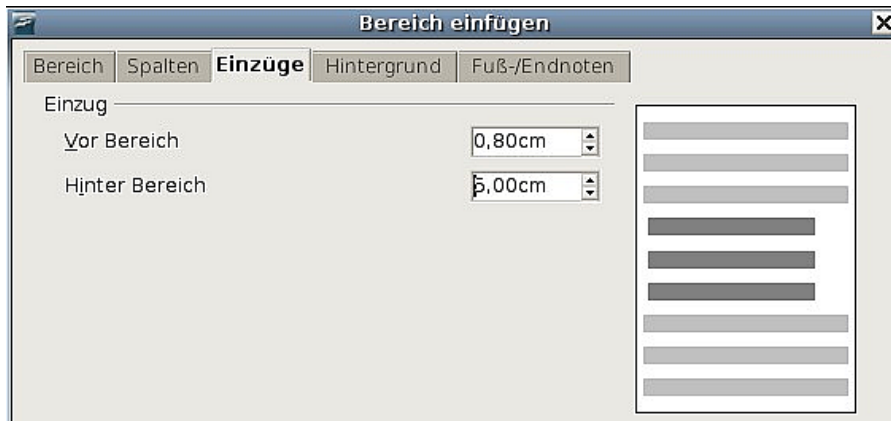 Bereich einfügen
Bereich Spalten Einzüge Hintergrund Fuß-/Endnoten
Einzug
Vor Bereich 0,80cm
Hinter Bereich 5,00cm